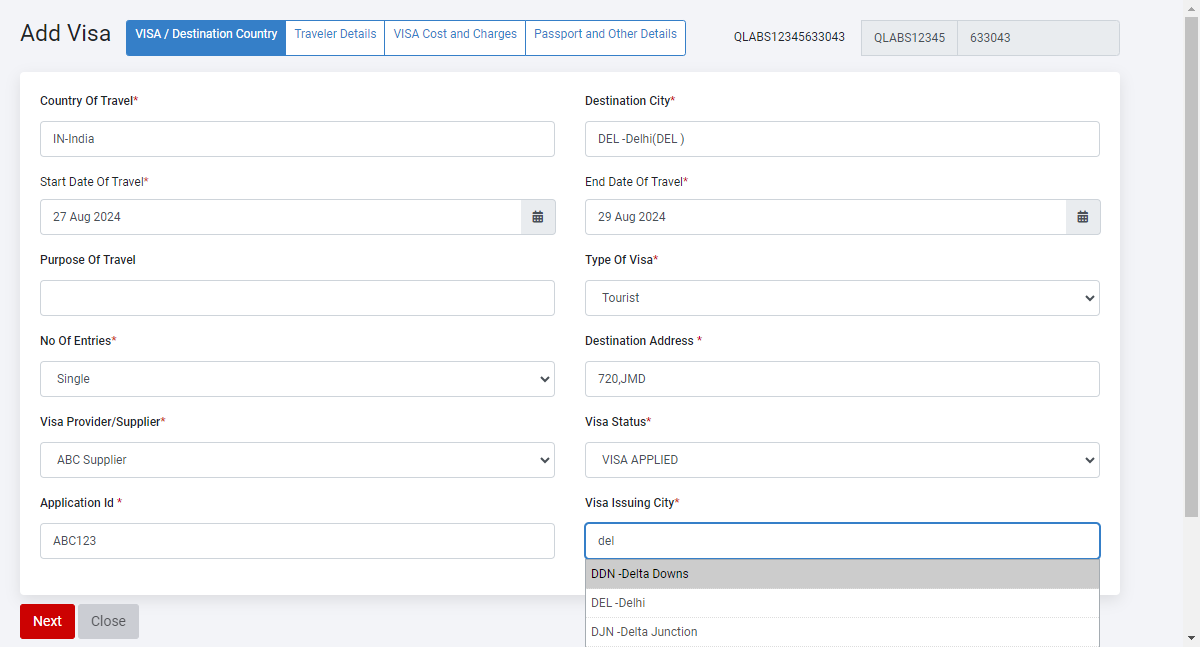 Add Visa
VISA / Destination Country
Traveler Details
VISA Cost and Charges
Passport and Other Details
QLABS12345633043
QLABS12345
633043
Country Of Travel*
Destination City*
IN-India
DEL -Delhi(DEL )
Start Date Of Travel*
End Date Of Travel*
27 Aug 2024
29 Aug 2024
Purpose Of Travel
Type Of Visa*
Tourist
No Of Entries*
Destination Address *
Single
720,JMD
Visa Provider/Supplier*
Visa Status*
ABC Supplier
VISA APPLIED
Application Id *
Visa Issuing City*
ABC123
del
DDN -Delta Downs
DEL -Delhi
DJN -Delta Junction
Next
Close